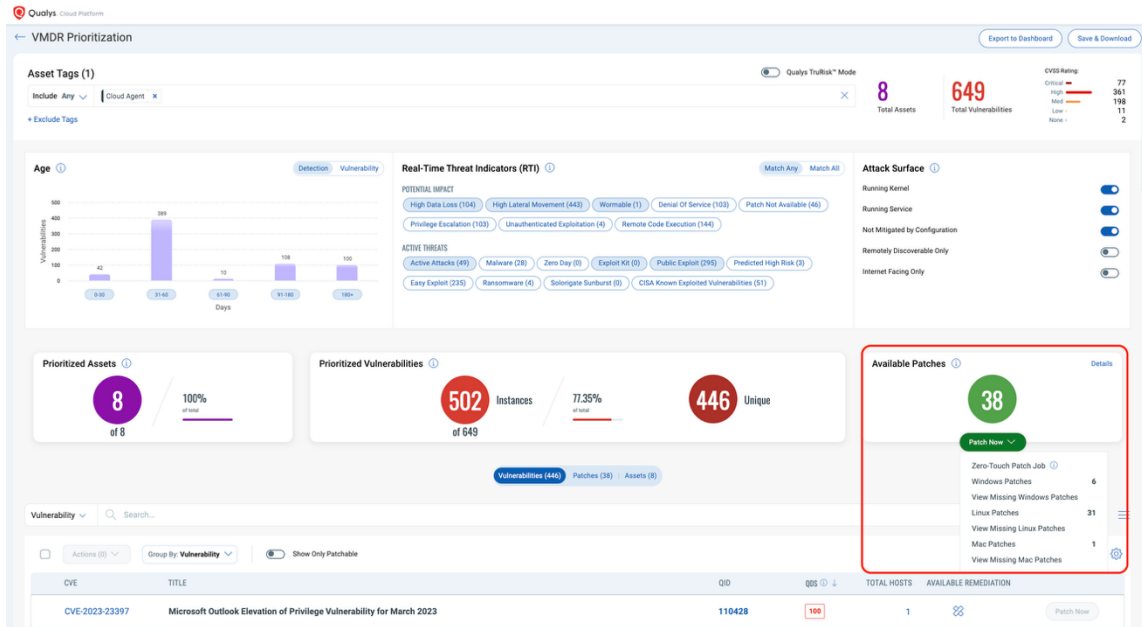 Qualys. Cloud Platform
← VMDR Prioritization
Export to Dashboard
Save & Download
Asset Tags (1)
Qualys TruRisk™ Mode
Include Any
Cloud Agent ×
+ Exclude Tags
8
Total Assets
649
Total Vulnerabilities
CVSS Rating:
Critical 77
High 361
Med 198
Low 11
None 2
Age
Detection Vulnerability
Vulnerabilities
500
400
300
200
100
0
42
389
10
108
100
0-30
31-60
61-90
91-180
180+
Days
Real-Time Threat Indicators (RTI)
Match Any Match All
POTENTIAL IMPACT
High Data Loss (104) High Lateral Movement (443) Wormable (1) Denial Of Service (103) Patch Not Available (46)
Privilege Escalation (103) Unauthenticated Exploitation (4) Remote Code Execution (144)
ACTIVE THREATS
Active Attacks (49) Malware (28) Zero Day (0) Exploit Kit (0) Public Exploit (295) Predicted High Risk (3)
Easy Exploit (235) Ransomware (4) Solorigate Sunburst (0) CISA Known Exploited Vulnerabilities (51)
Attack Surface
Running Kernel
Running Service
Not Mitigated by Configuration
Remotely Discoverable Only
Internet Facing Only
Prioritized Assets
8
of 8
100%
of total
Prioritized Vulnerabilities
502 Instances
of 649
77.35%
of total
446 Unique
Available Patches
Details
38
Patch Now
Zero-Touch Patch Job
Windows Patches 6
View Missing Windows Patches
Linux Patches 31
View Missing Linux Patches
Mac Patches 1
View Missing Mac Patches
Vulnerabilities (446) Patches (38) Assets (8)
Vulnerability
Search...
Actions (0)
Group By: Vulnerability
Show Only Patchable
CVE TITLE QID QDS TOTAL HOSTS AVAILABLE REMEDIATION
CVE-2023-23397 Microsoft Outlook Elevation of Privilege Vulnerability for March 2023 110428 100 1 Patch Now